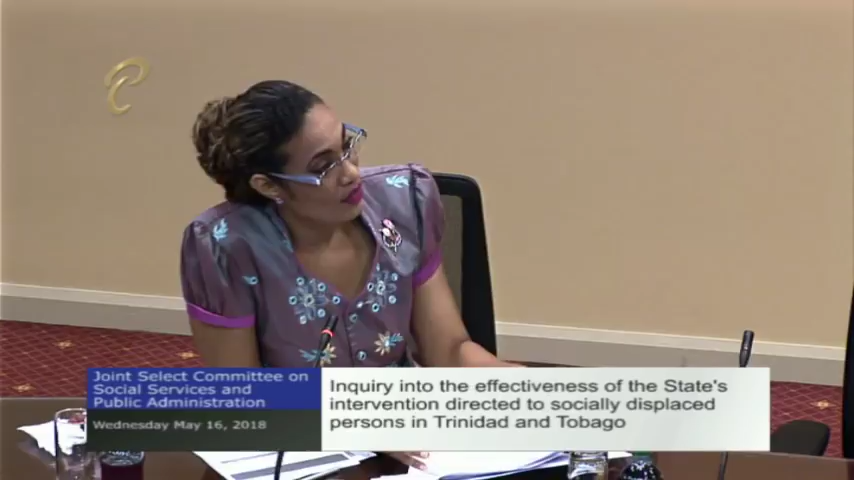 Joint Select Committee on
Social Services and
Public Administration
Wednesday May 16, 2018
Inquiry into the effectiveness of the State's
intervention directed to socially displaced
persons in Trinidad and Tobago